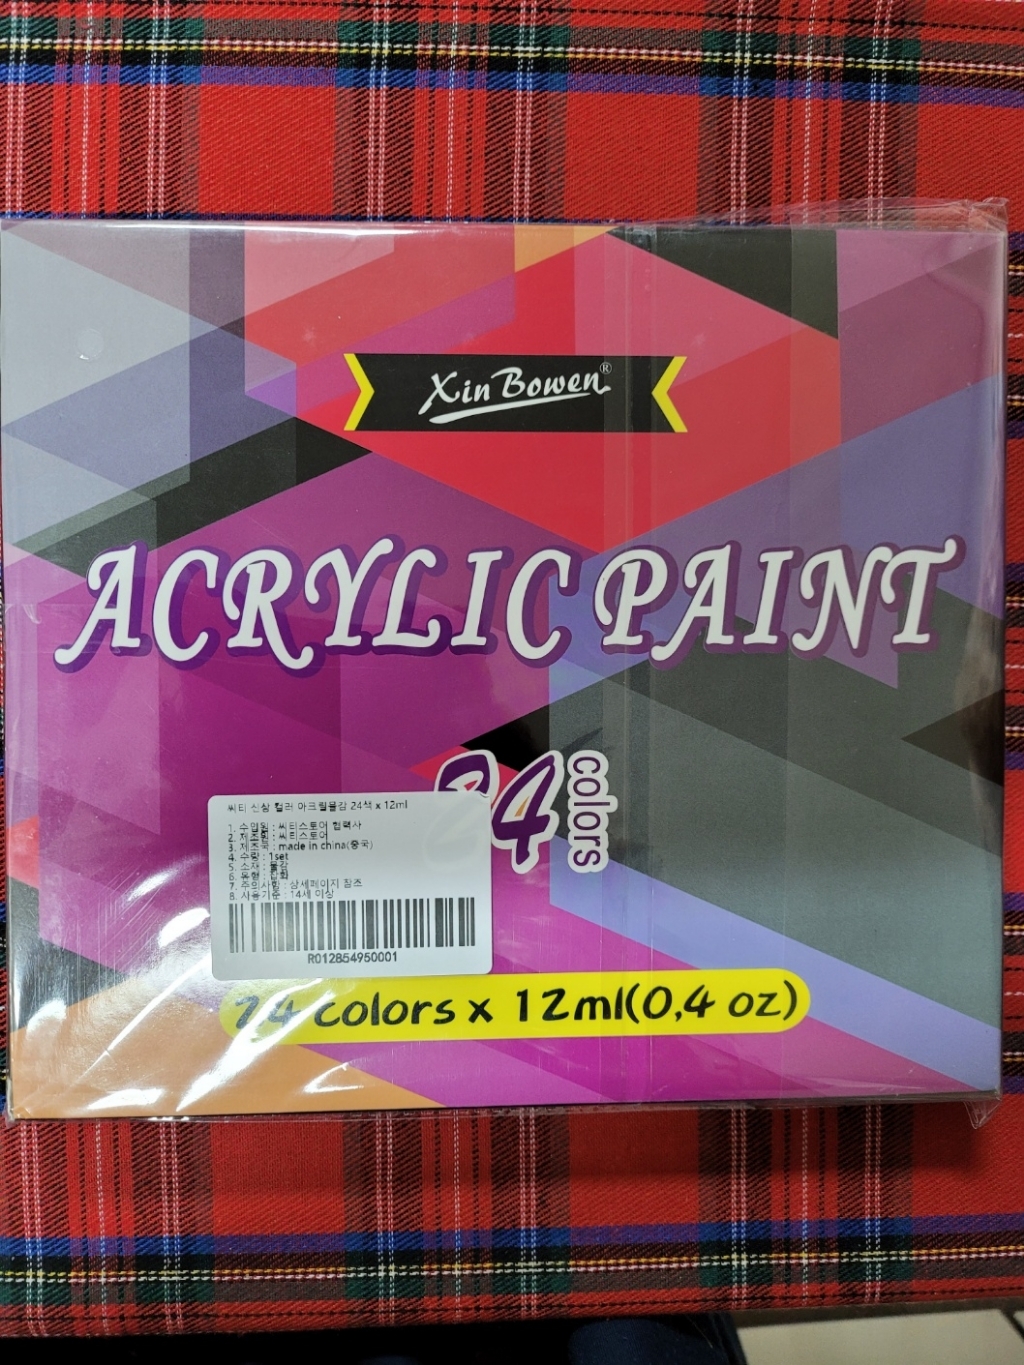 Xin Bowen®
ACRYLIC PAINT
24 colors
씨티 신상 컬러 아크릴물감 24색 x 12ml
1. 수입원 : 씨티스토어 협력사
2. 제조원 : 씨티스토어
3. 제조국 : made in china(중국)
4. 수량 : 1set
5. 소재 : 물감
6. 유형 : 잡화
7. 주의사항 : 상세페이지 참조
8. 사용기준 : 14세 이상
R012854950001
24 colors x 12ml(0,4 oz)